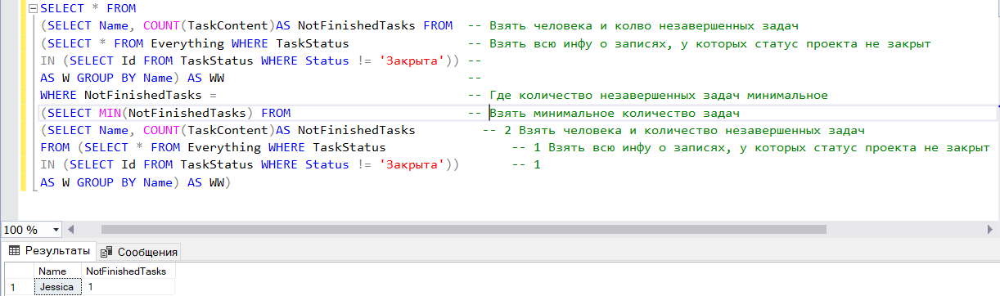 SELECT * FROM
(SELECT Name, COUNT(TaskContent)AS NotFinishedTasks FROM -- Взять человека и колво незавершенных задач
(SELECT * FROM Everything WHERE TaskStatus -- Взять всю инфу о записях, у которых статус проекта не закрыт
IN (SELECT Id FROM TaskStatus WHERE Status != 'Закрыта')) --
AS W GROUP BY Name) AS WW --
WHERE NotFinishedTasks = -- Где количество незавершенных задач минимальное
(SELECT MIN(NotFinishedTasks) FROM -- Взять минимальное количество задач
(SELECT Name, COUNT(TaskContent)AS NotFinishedTasks -- 2 Взять человека и количество незавершенных задач
FROM (SELECT * FROM Everything WHERE TaskStatus -- 1 Взять всю инфу о записях, у которых статус проекта не закрыт
IN (SELECT Id FROM TaskStatus WHERE Status != 'Закрыта')) -- 1
AS W GROUP BY Name) AS WW)
100 %
Результаты Сообщения
Name NotFinishedTasks
1 Jessica 1